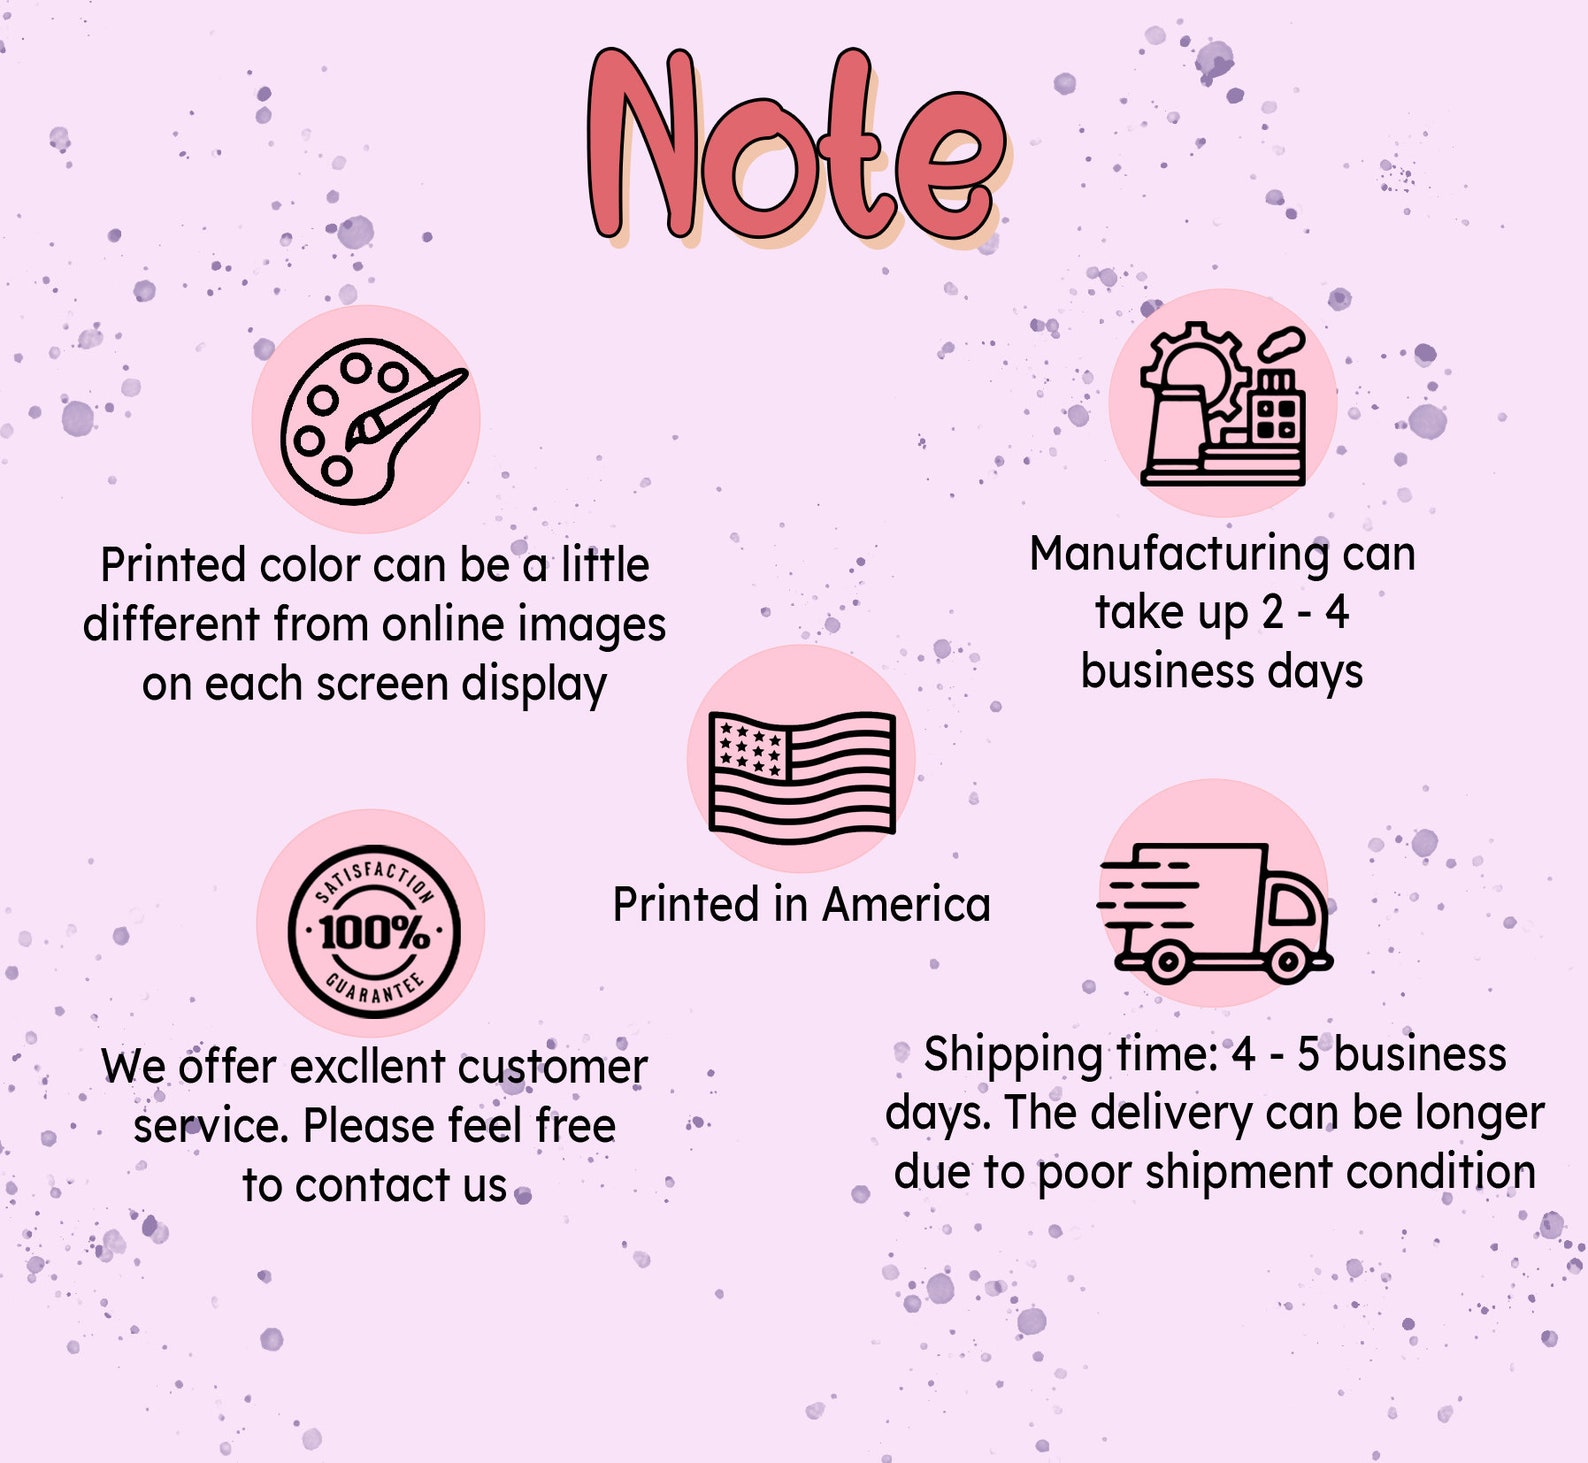 Note
Printed color can be a little
different from online images
on each screen display
Manufacturing can
take up 2 - 4
business days
Printed in America
SATISFACTION
100%
GUARANTEE
We offer excllent customer
service. Please feel free
to contact us
Shipping time: 4 - 5 business
days. The delivery can be longer
due to poor shipment condition